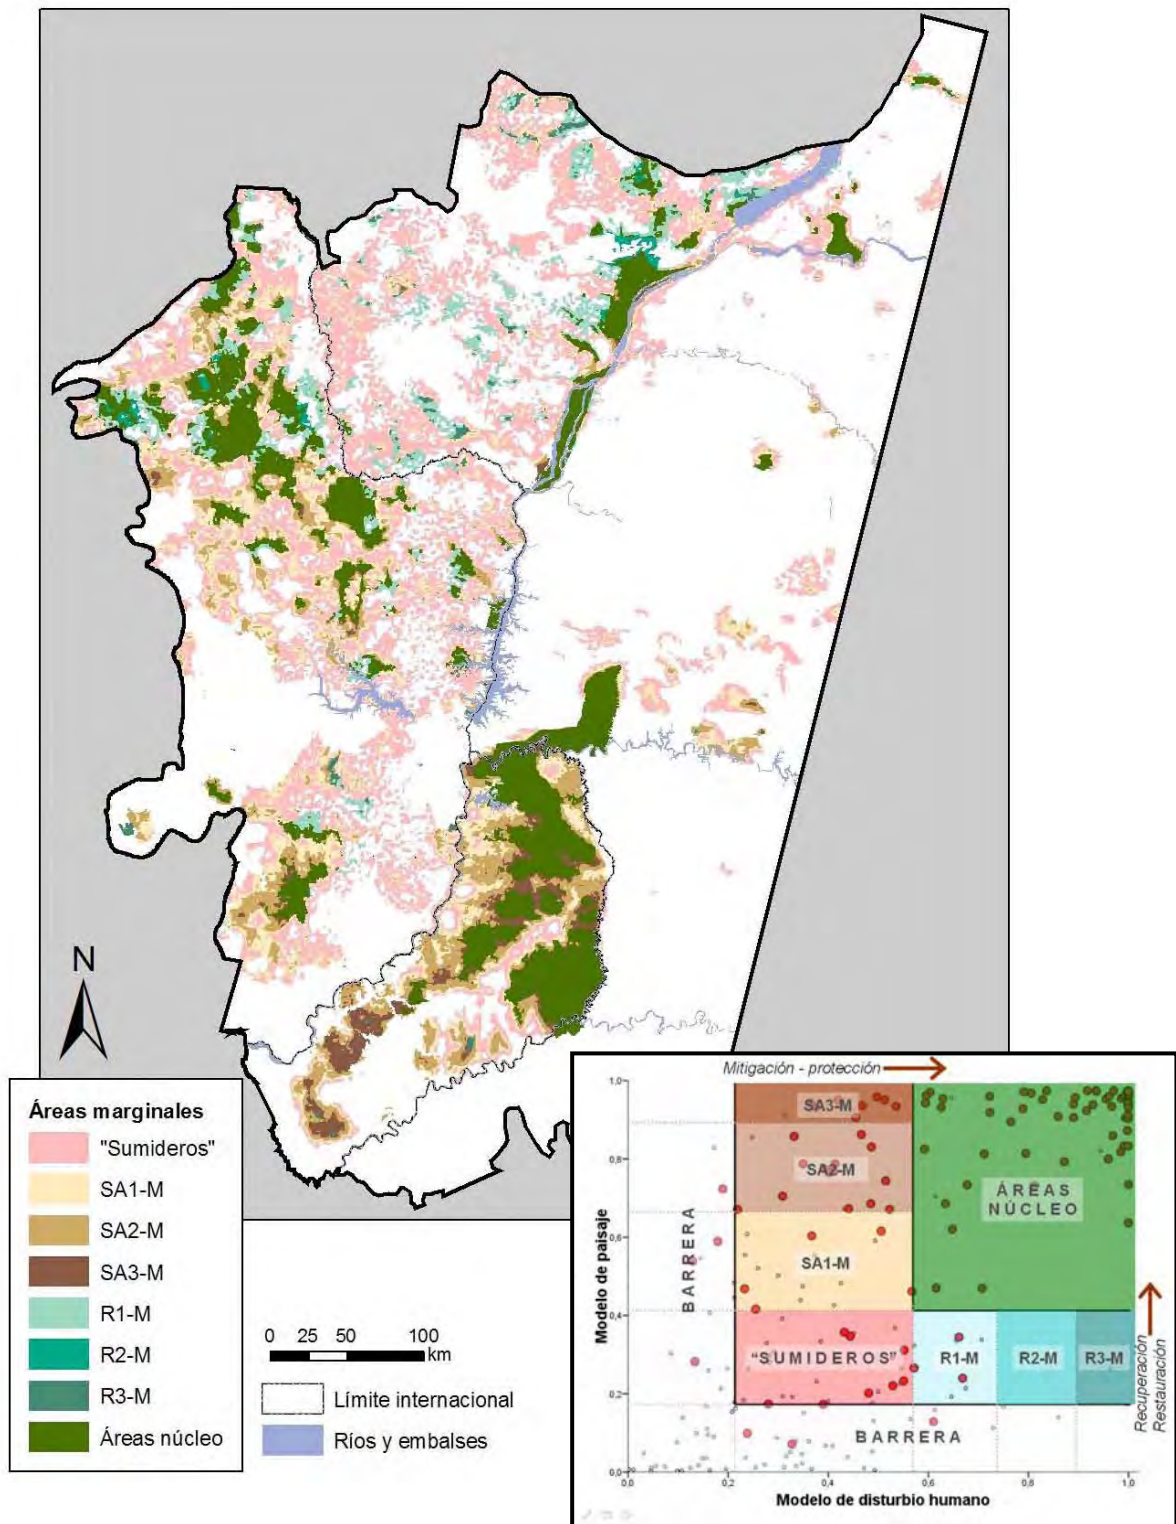 N
Áreas marginales
"Sumideros"
SA1-M
SA2-M
SA3-M
R1-M
R2-M
R3-M
Áreas núcleo
0 25 50 100
km
Límite internacional
Ríos y embalses
Mitigación - protección
1,0
0,8
0,6
0,4
0,2
0,0
Modelo de paisaje
BARRERA
SA3-M
SA2-M
SA1-M
ÁREAS
NÚCLEO
"SUMIDEROS"
R1-M
R2-M
R3-M
BARRERA
Recuperación
Restauración
0,0 0,2 0,4 0,6 0,8 1,0
Modelo de disturbio humano